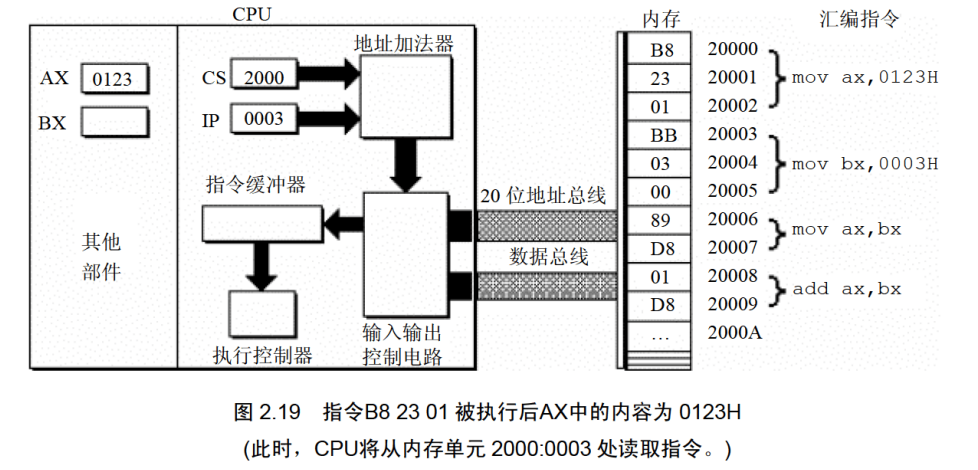 CPU
内存 汇编指令
地址加法器
AX 0123
BX
CS 2000
IP 0003
指令缓冲器
其他
部件
执行控制器
输入输出
控制电路
20 位地址总线
数据总线
B8 20000
23 20001 mov ax,0123H
01 20002
BB 20003
03 20004 mov bx,0003H
00 20005
89 20006
D8 20007 mov ax,bx
01 20008
D8 20009 add ax,bx
… 2000A
图 2.19 指令B8 23 01 被执行后AX中的内容为 0123H
(此时，CPU将从内存单元 2000:0003 处读取指令。)